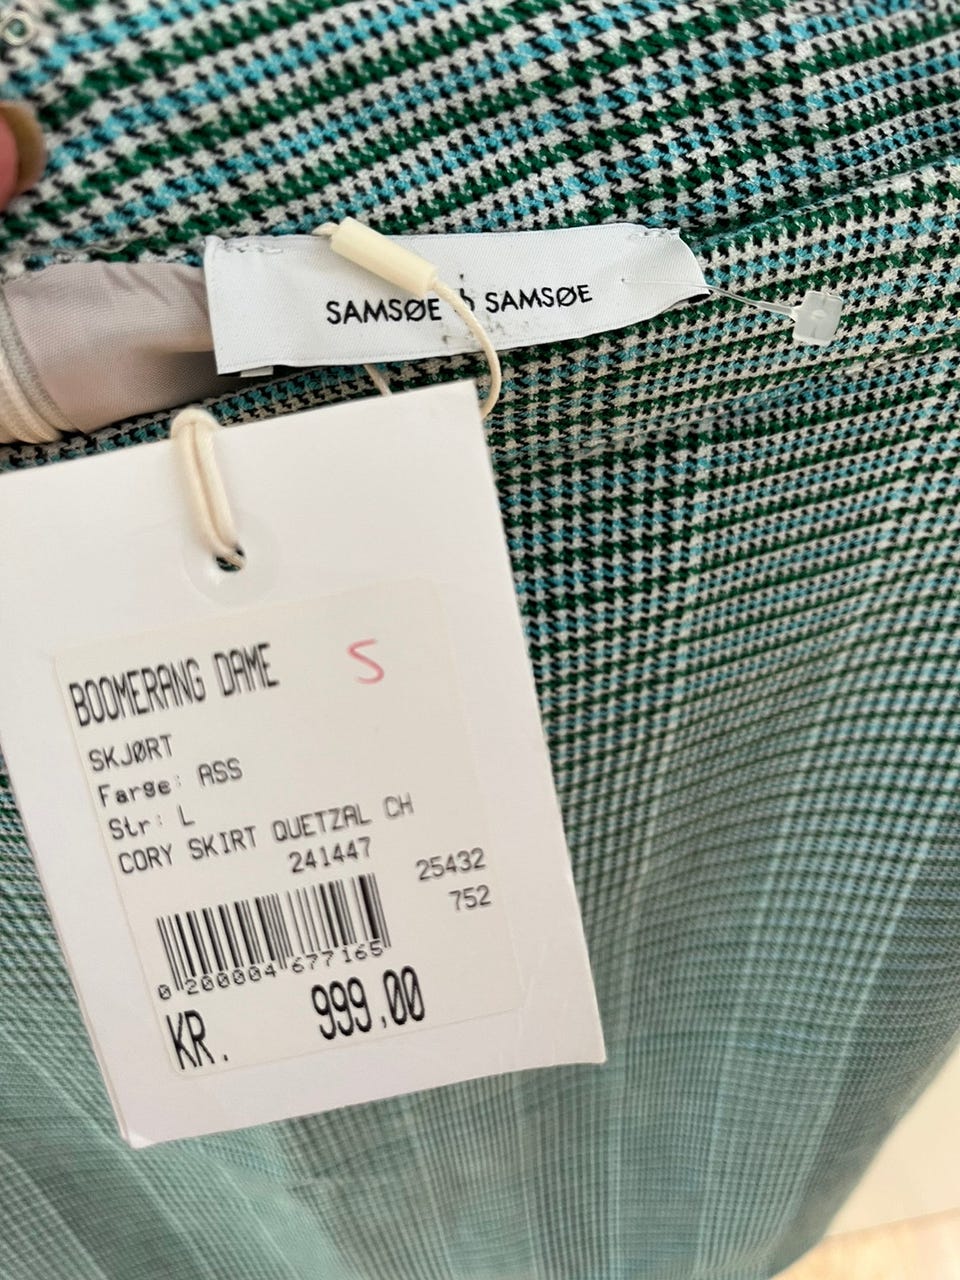 SAMSØE & SAMSØE
BOOMERANG DAME S
SKJØRT
Farge: ASS
Str: L
CORY SKIRT QUETZAL CH
241447
25432
752
0 200004 677165
KR. 999,00